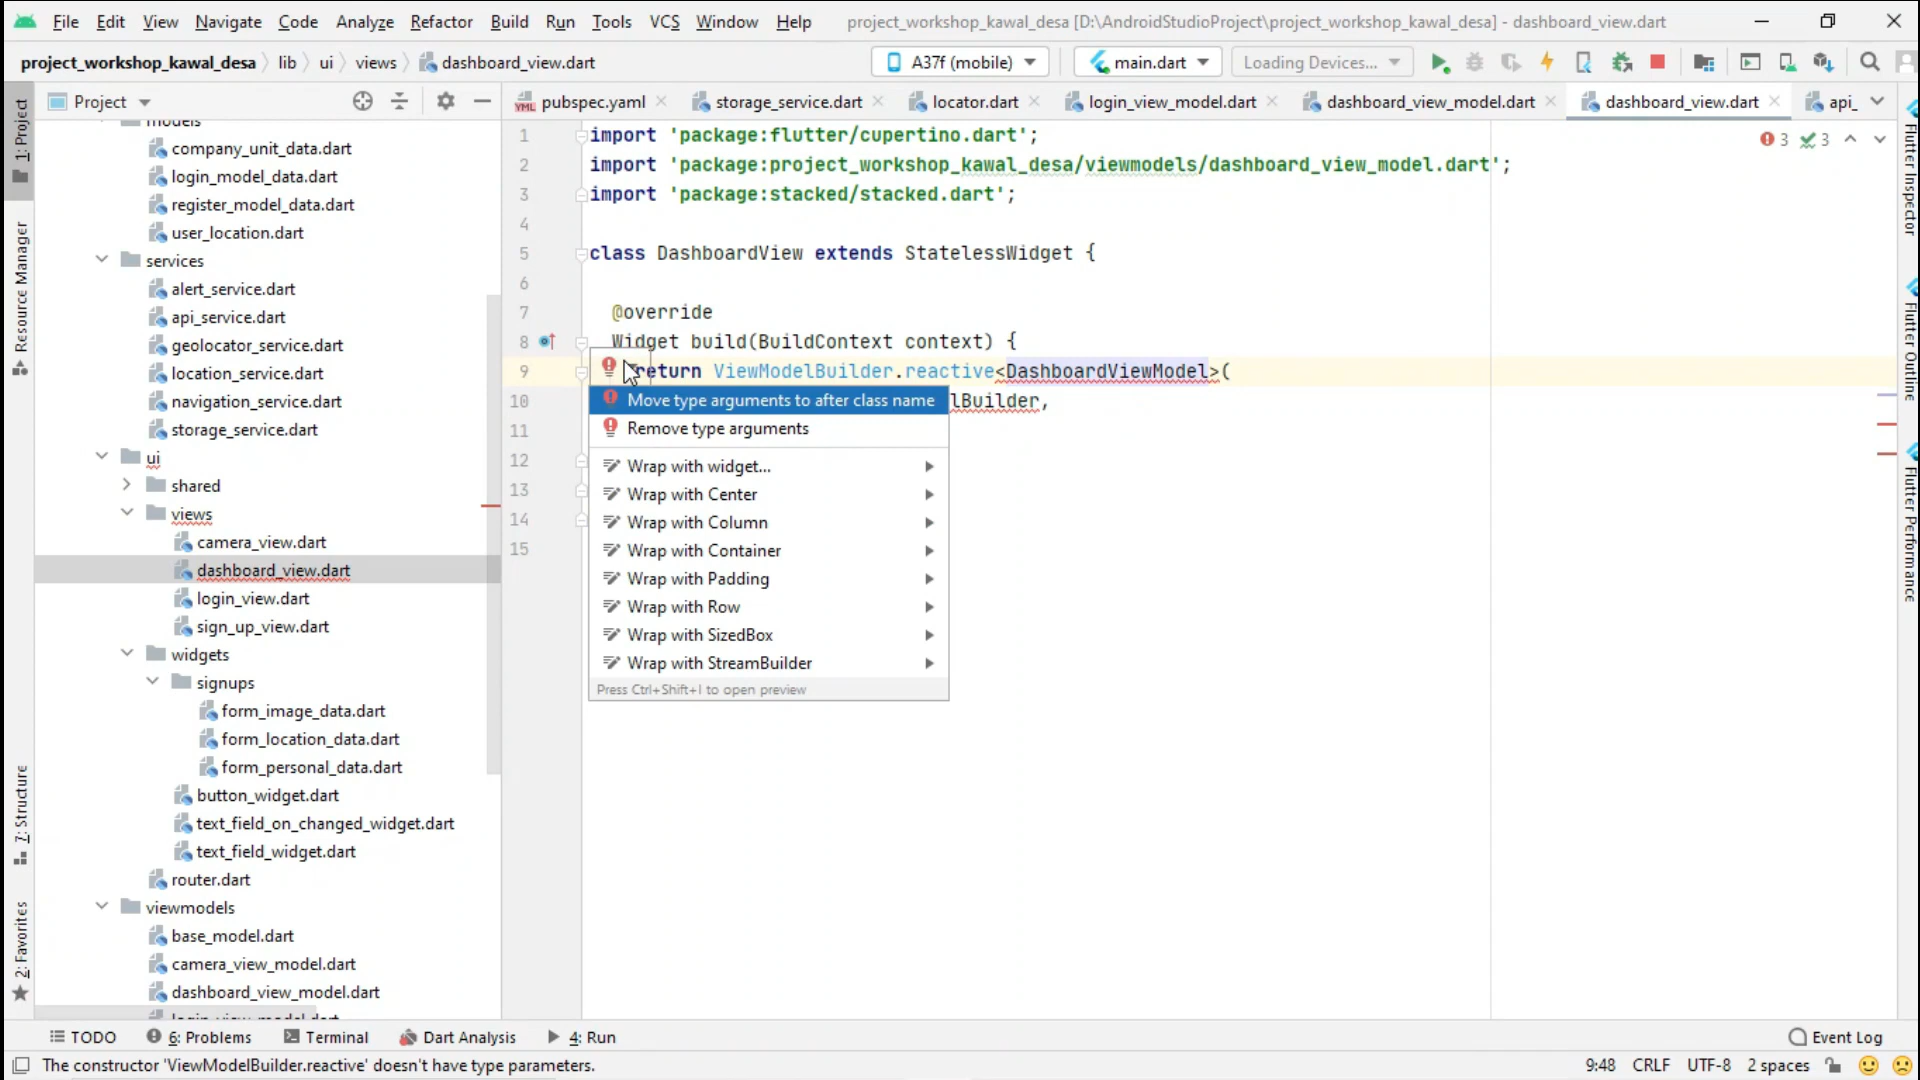 File Edit View Navigate Code Analyze Refactor Build Run Tools VCS Window Help project_workshop_kawal_desa [D:\AndroidStudioProject\project_workshop_kawal_desa] - dashboard_view.dart
project_workshop_kawal_desa lib ui views dashboard_view.dart A37f (mobile) main.dart Loading Devices...
Project
pubspec.yaml storage_service.dart locator.dart login_view_model.dart dashboard_view_model.dart dashboard_view.dart api_
1: Project
Resource Manager
7: Structure
2: Favorites
models
company_unit_data.dart
login_model_data.dart
register_model_data.dart
user_location.dart
services
alert_service.dart
api_service.dart
geolocator_service.dart
location_service.dart
navigation_service.dart
storage_service.dart
ui
shared
views
camera_view.dart
dashboard_view.dart
login_view.dart
sign_up_view.dart
widgets
signups
form_image_data.dart
form_location_data.dart
form_personal_data.dart
button_widget.dart
text_field_on_changed_widget.dart
text_field_widget.dart
router.dart
viewmodels
base_model.dart
camera_view_model.dart
dashboard_view_model.dart
login_view_model.dart
3 3
1 import 'package:flutter/cupertino.dart';
2 import 'package:project_workshop_kawal_desa/viewmodels/dashboard_view_model.dart';
3 import 'package:stacked/stacked.dart';
4
5 class DashboardView extends StatelessWidget {
6
7 @override
8 Widget build(BuildContext context) {
9 return ViewModelBuilder.reactive<DashboardViewModel>(
10 lBuilder,
11
12
13
14
15
Move type arguments to after class name
Remove type arguments
Wrap with widget...
Wrap with Center
Wrap with Column
Wrap with Container
Wrap with Padding
Wrap with Row
Wrap with SizedBox
Wrap with StreamBuilder
Press Ctrl+Shift+I to open preview
Flutter Inspector
Flutter Outline
Flutter Performance
TODO 6: Problems Terminal Dart Analysis 4: Run Event Log
The constructor 'ViewModelBuilder.reactive' doesn't have type parameters. 9:48 CRLF UTF-8 2 spaces